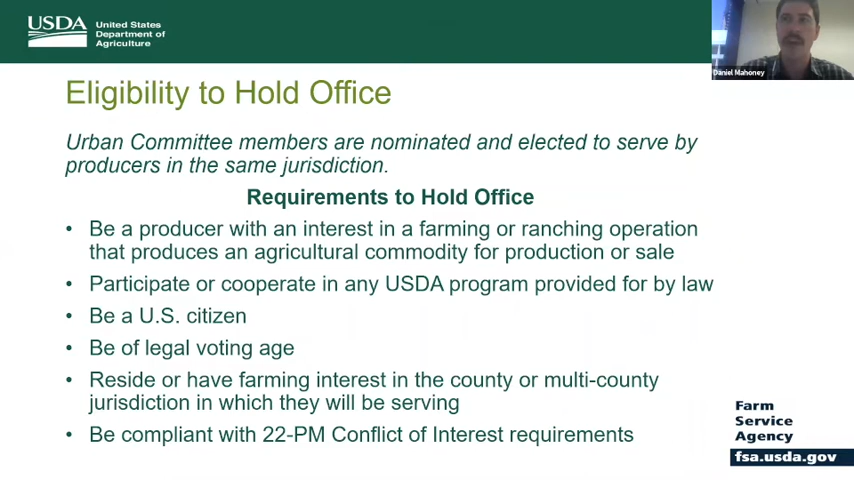 USDA
United States
Department of
Agriculture
Daniel Mahoney
Eligibility to Hold Office
Urban Committee members are nominated and elected to serve by
producers in the same jurisdiction.
Requirements to Hold Office
• Be a producer with an interest in a farming or ranching operation
that produces an agricultural commodity for production or sale
• Participate or cooperate in any USDA program provided for by law
• Be a U.S. citizen
• Be of legal voting age
• Reside or have farming interest in the county or multi-county
jurisdiction in which they will be serving
• Be compliant with 22-PM Conflict of Interest requirements
Farm
Service
Agency
fsa.usda.gov